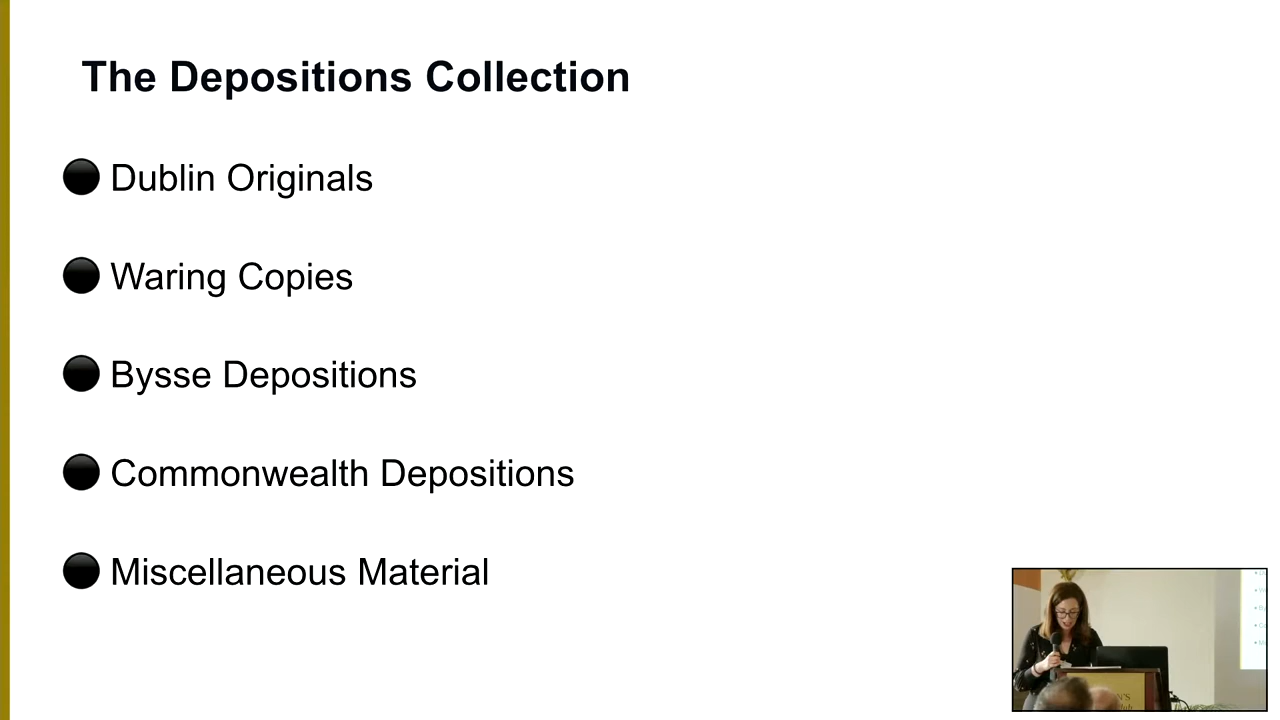 The Depositions Collection
Dublin Originals
Waring Copies
Bysse Depositions
Commonwealth Depositions
Miscellaneous Material